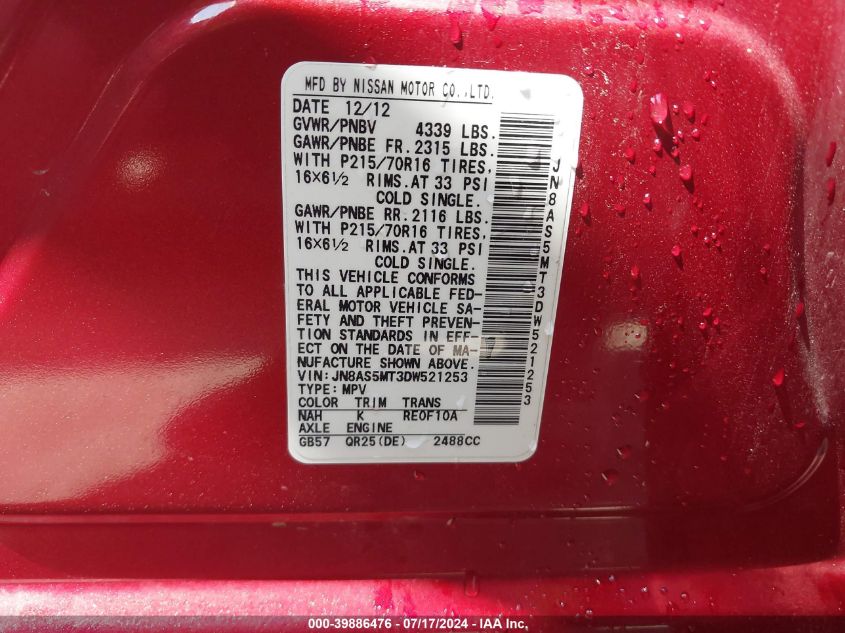 MFD BY NISSAN MOTOR CO.,LTD.
DATE 12/12
GVWR/PNBV 4339 LBS.
GAWR/PNBE FR. 2315 LBS.
WITH P215/70R16 TIRES,
16×6½ RIMS. AT 33 PSI
COLD SINGLE.
GAWR/PNBE RR. 2116 LBS.
WITH P215/70R16 TIRES,
16×6½ RIMS. AT 33 PSI
COLD SINGLE.
THIS VEHICLE CONFORMS
TO ALL APPLICABLE FED-
ERAL MOTOR VEHICLE SA-
FETY AND THEFT PREVEN-
TION STANDARDS IN EFF-
ECT ON THE DATE OF MA-
NUFACTURE SHOWN ABOVE.
VIN: JN8AS5MT3DW521253
TYPE: MPV
COLOR TRIM TRANS
NAH K RE0F10A
AXLE ENGINE
GB57 QR25(DE) 2488CC
JN8AS5MT3DW521253
000-39886476 - 07/17/2024 - IAAI, Inc.